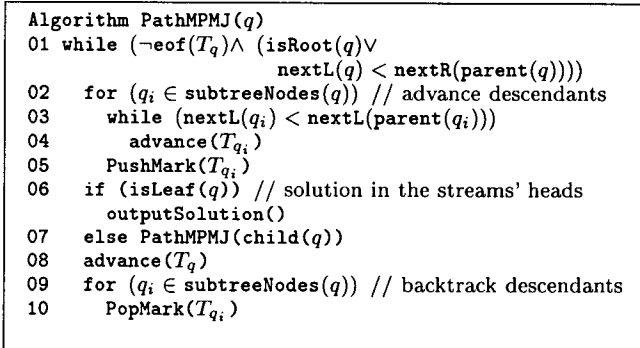 Algorithm PathMPMJ(q)
01 while (¬eof(T_q)∧ (isRoot(q)∨
nextL(q) < nextR(parent(q))))
02 for (q_i ∈ subtreeNodes(q)) // advance descendants
03 while (nextL(q_i) < nextL(parent(q_i)))
04 advance(T_{q_i})
05 PushMark(T_{q_i})
06 if (isLeaf(q)) // solution in the streams' heads
outputSolution()
07 else PathMPMJ(child(q))
08 advance(T_q)
09 for (q_i ∈ subtreeNodes(q)) // backtrack descendants
10 PopMark(T_{q_i})